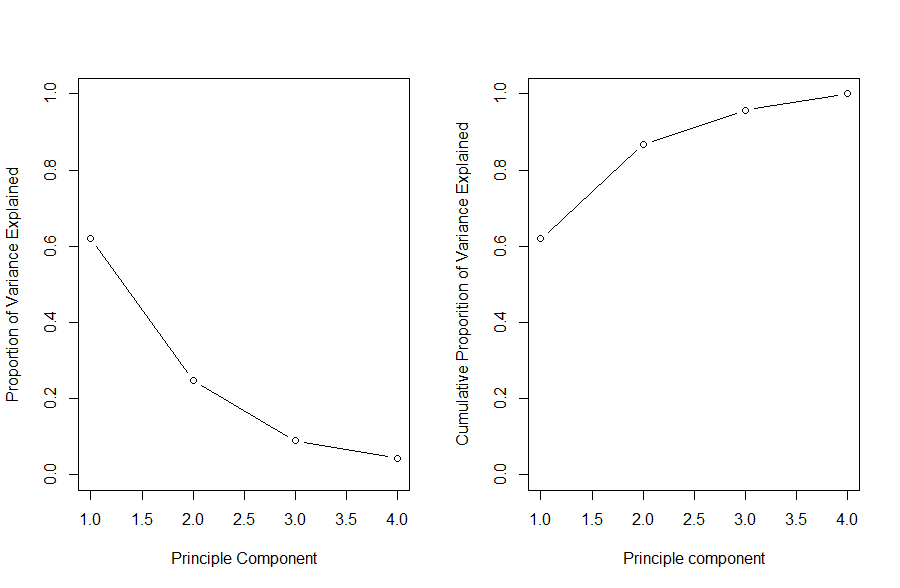 Proportion of Variance Explained
1.0
0.8
0.6
0.4
0.2
0.0
1.0 1.5 2.0 2.5 3.0 3.5 4.0
Principle Component
Cumulative Proporition of Variance Explained
1.0
0.8
0.6
0.4
0.2
0.0
1.0 1.5 2.0 2.5 3.0 3.5 4.0
Principle component